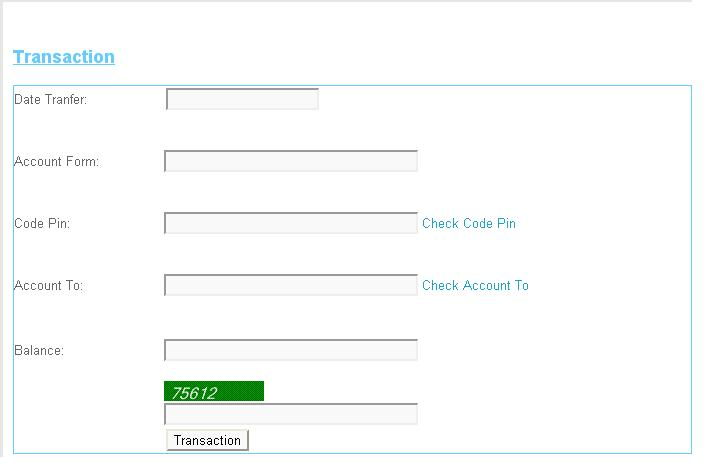 Transaction
Date Tranfer:
Account Form:
Code Pin: Check Code Pin
Account To: Check Account To
Balance:
75612
Transaction